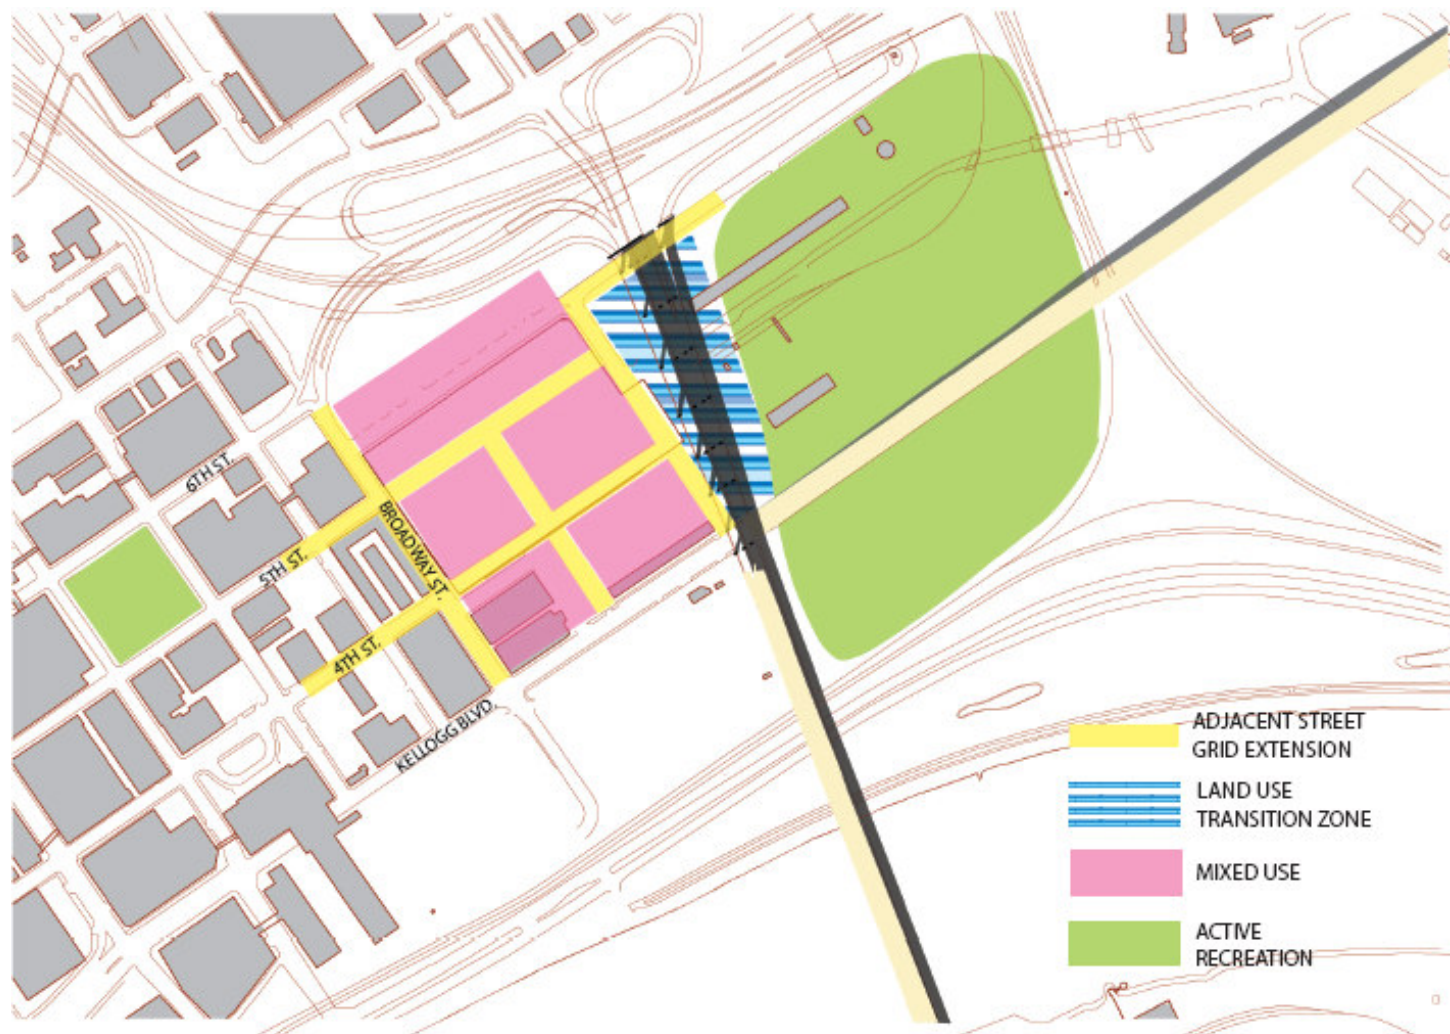 6TH ST.
5TH ST.
BROADWAY ST.
4TH ST.
KELLOGG BLVD.
ADJACENT STREET
GRID EXTENSION
LAND USE
TRANSITION ZONE
MIXED USE
ACTIVE
RECREATION